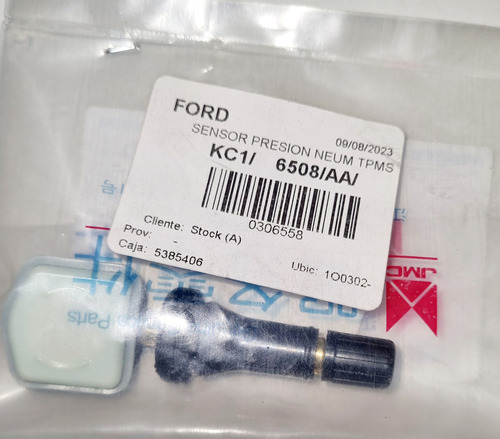 FORD
09/08/2023
SENSOR PRESION NEUM TPMS
KC1/ 6508/AA/
0306558
Cliente: Stock (A)
Prov: -
Caja: 5385406
Ubic: 1O0302-
JMC
Parts